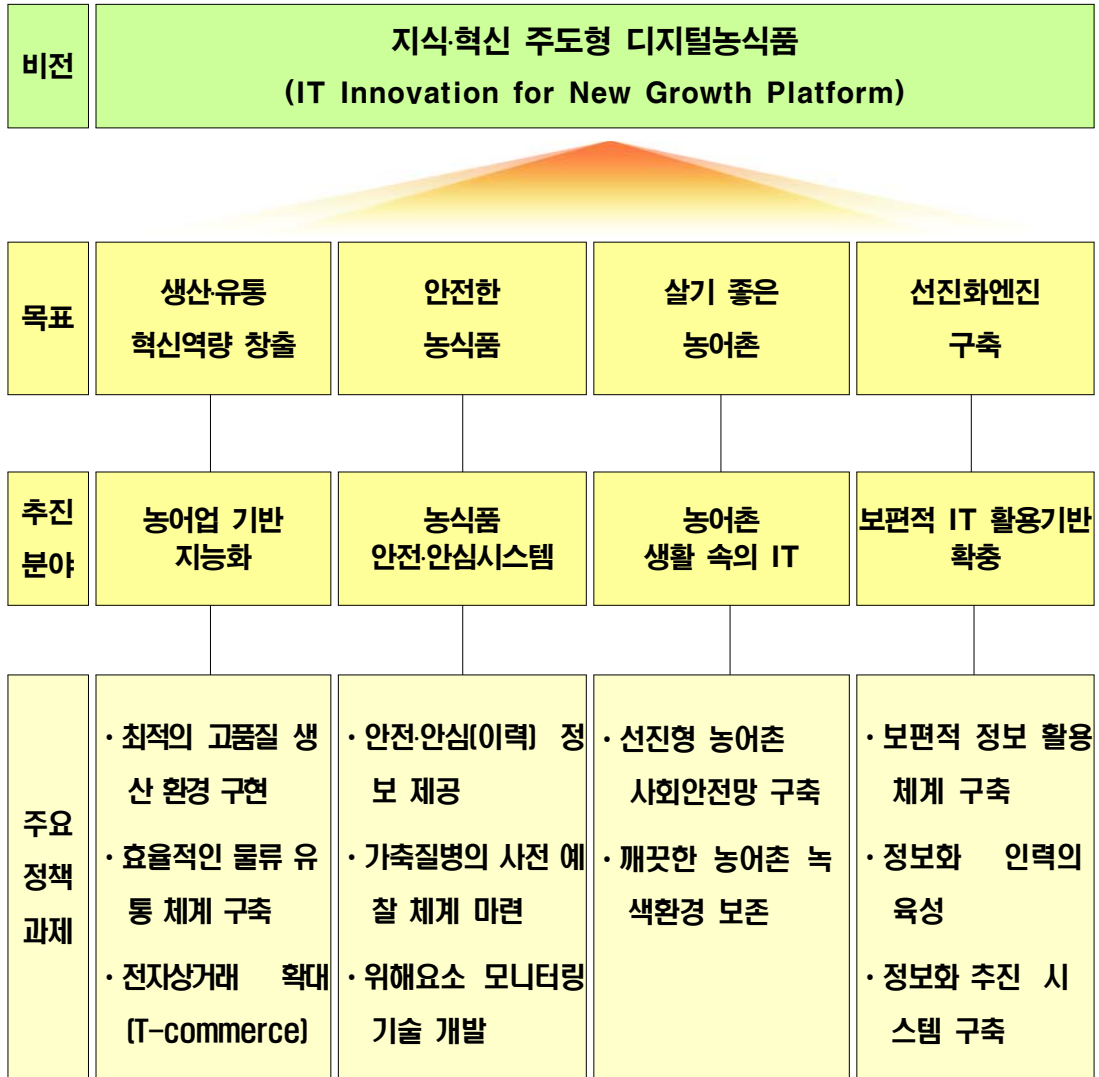 비전
지식·혁신 주도형 디지털농식품
(IT Innovation for New Growth Platform)
목표
생산·유통
혁신역량 창출
안전한
농식품
살기 좋은
농어촌
선진화엔진
구축
추진
분야
농어업 기반
지능화
농식품
안전·안심시스템
농어촌
생활 속의 IT
보편적 IT 활용기반
확충
주요
정책
과제
· 최적의 고품질 생
산 환경 구현
· 효율적인 물류 유
통 체계 구축
· 전자상거래 확대
(T-commerce)
· 안전·안심(이력) 정
보 제공
· 가축질병의 사전 예
찰 체계 마련
· 위해요소 모니터링
기술 개발
· 선진형 농어촌
사회안전망 구축
· 깨끗한 농어촌 녹
색환경 보존
· 보편적 정보 활용
체계 구축
· 정보화 인력의
육성
· 정보화 추진 시
스템 구축